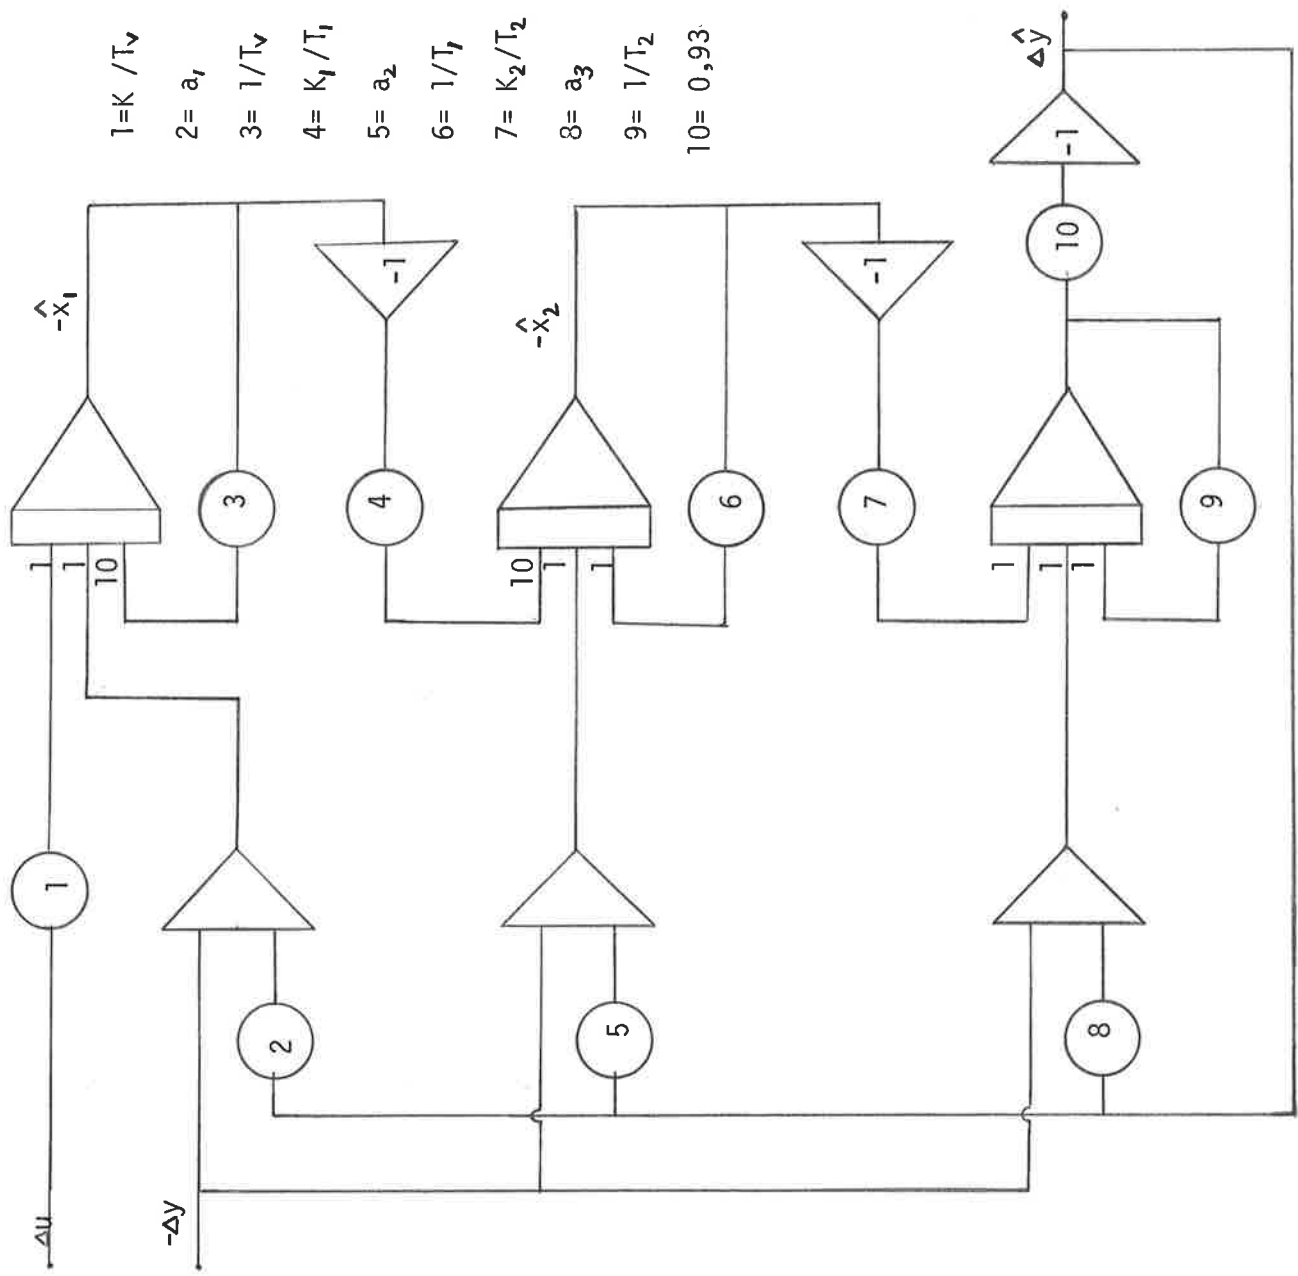 1=K /Tv
2= a₁
3= 1/Tv
4= K₁/T₁
5= a₂
6= 1/T₁
7= K₂/T₂
8= a₃
9= 1/T₂
10= 0,93
Δu
-Δy
1
2
5
8
1
1
10
3
-x̂₁
-1
4
10
1
1
6
-x̂₂
-1
7
1
1
1
9
10
-1
Δŷ